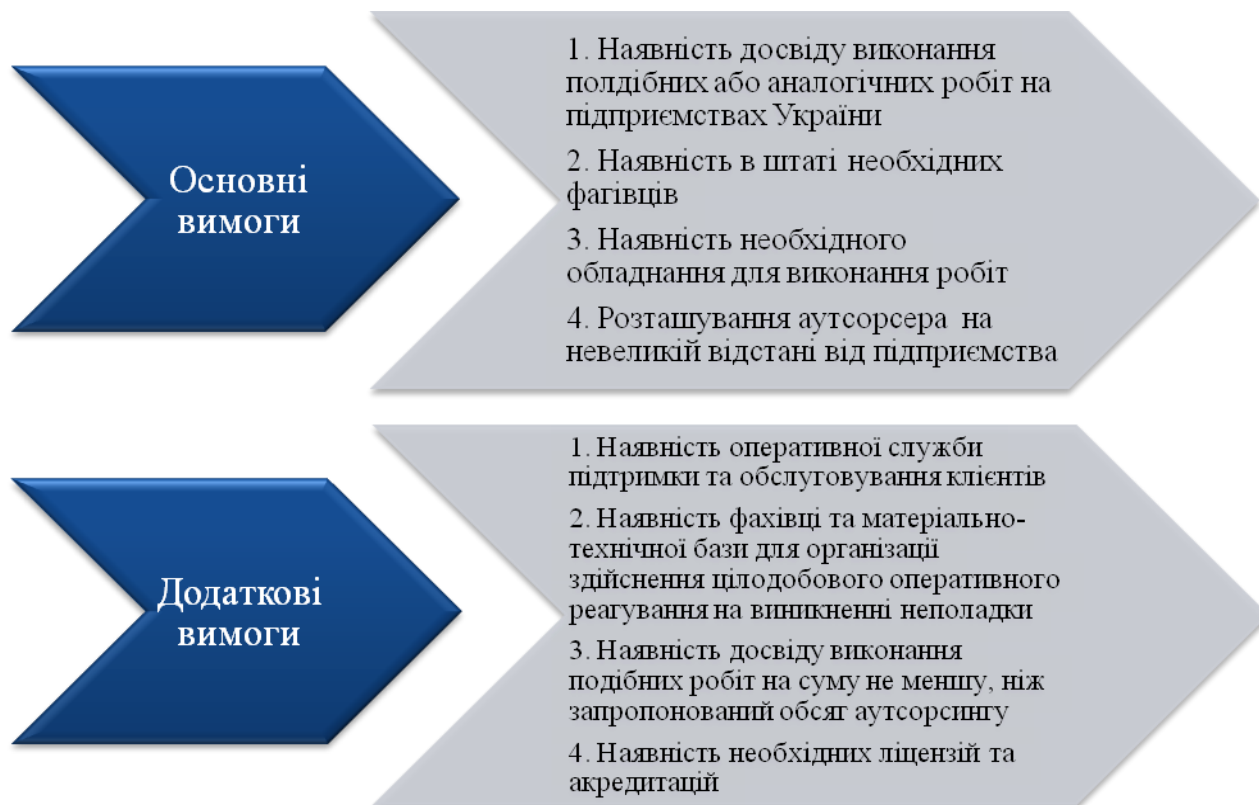 Основні
вимоги
1. Наявність досвіду виконання
полдібних або аналогічних робіт на
підприємствах України
2. Наявність в штаті необхідних
фагівців
3. Наявність необхідного
обладнання для виконання робіт
4. Розташування аутсорсера на
невеликій відстані від підприємства
Додаткові
вимоги
1. Наявність оперативної служби
підтримки та обслуговування клієнтів
2. Наявність фахівці та матеріально-
технічної бази для організації
здійснення цілодобового оперативного
реагування на виникненні неполадки
3. Наявність досвіду виконання
подібних робіт на суму не меншу, ніж
запропонований обсяг аутсорсингу
4. Наявність необхідних ліцензій та
акредитацій